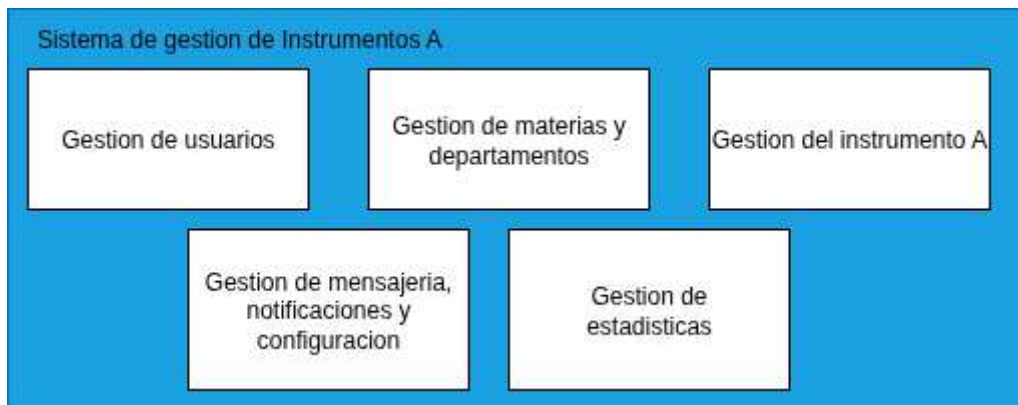 Sistema de gestion de Instrumentos A
Gestion de usuarios
Gestion de materias y
departamentos
Gestion del instrumento A
Gestion de mensajeria,
notificaciones y
configuracion
Gestion de
estadisticas